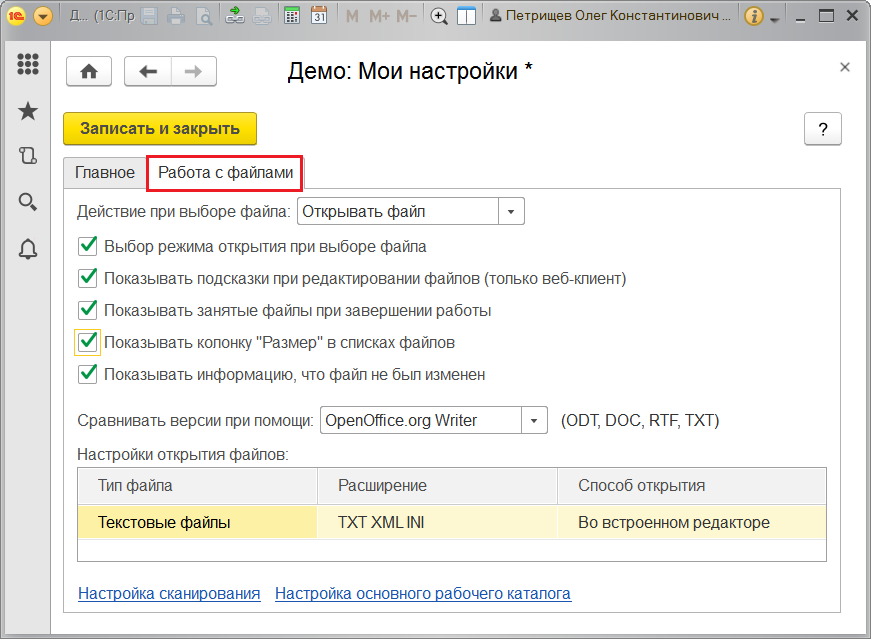 1С Д... (1С:Пр M M+ M- Петрищев Олег Константинович ...
Демо: Мои настройки *
Записать и закрыть ?
Главное Работа с файлами
Действие при выборе файла: Открывать файл
Выбор режима открытия при выборе файла
Показывать подсказки при редактировании файлов (только веб-клиент)
Показывать занятые файлы при завершении работы
Показывать колонку "Размер" в списках файлов
Показывать информацию, что файл не был изменен
Сравнивать версии при помощи: OpenOffice.org Writer (ODT, DOC, RTF, TXT)
Настройки открытия файлов:
Тип файла Расширение Способ открытия
Текстовые файлы TXT XML INI Во встроенном редакторе
Настройка сканирования Настройка основного рабочего каталога